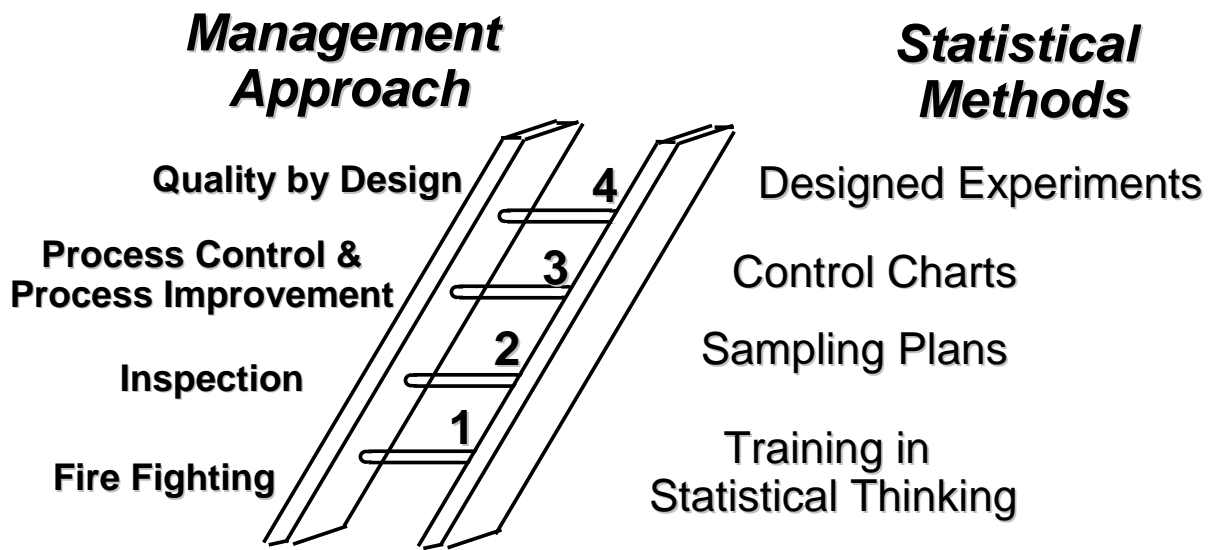 Management
Approach
Statistical
Methods
Quality by Design
4
Designed Experiments
Process Control &
Process Improvement
3
Control Charts
Inspection
2
Sampling Plans
Fire Fighting
1
Training in
Statistical Thinking